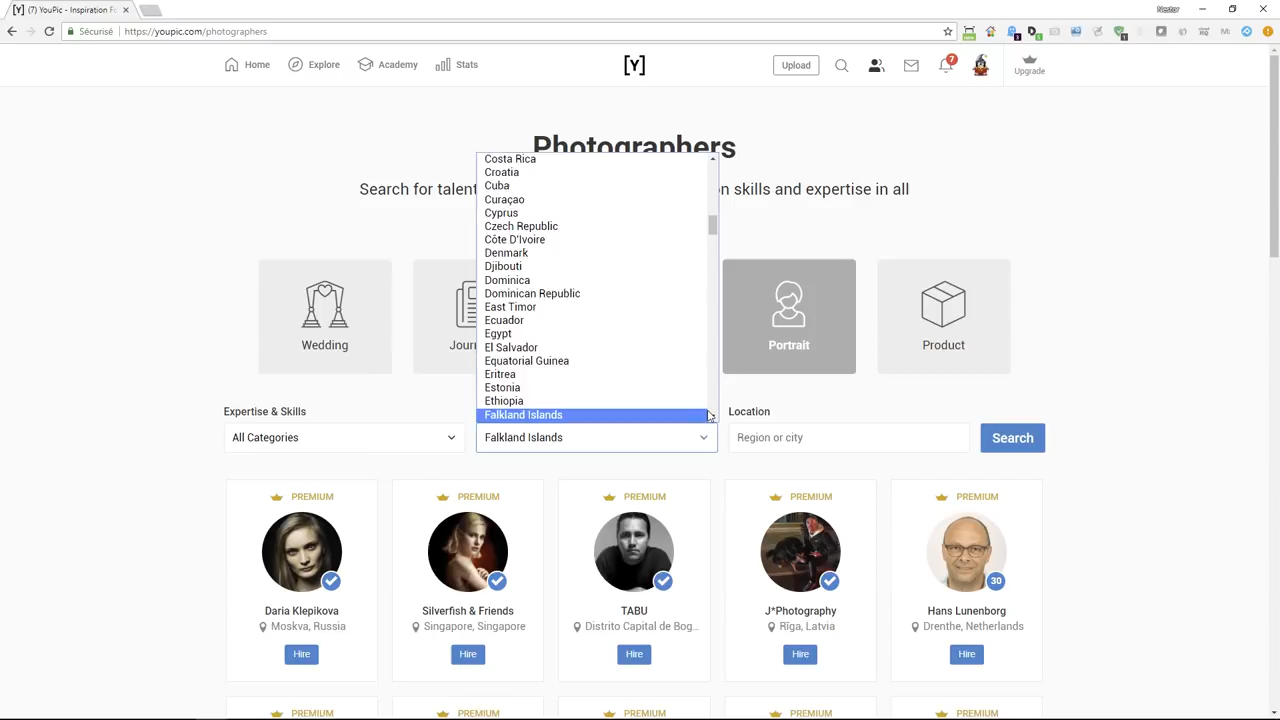 [Y] YouPic - Inspiration Fo
Nestor
Sécurisé
https://youpic.com/photographers
Home
Explore
Academy
Stats
[Y]
Upload
7
Upgrade
Photographers
Search for talen
n skills and expertise in all
Costa Rica
Croatia
Cuba
Curaçao
Cyprus
Czech Republic
Côte D'Ivoire
Denmark
Djibouti
Dominica
Dominican Republic
East Timor
Ecuador
Egypt
El Salvador
Equatorial Guinea
Eritrea
Estonia
Ethiopia
Falkland Islands
Wedding
Jour
Portrait
Product
Expertise & Skills
Location
All Categories
Falkland Islands
Region or city
Search
PREMIUM
PREMIUM
PREMIUM
PREMIUM
PREMIUM
30
Daria Klepikova
Silverfish & Friends
TABU
J*Photography
Hans Lunenborg
Moskva, Russia
Singapore, Singapore
Distrito Capital de Bog...
Rīga, Latvia
Drenthe, Netherlands
Hire
Hire
Hire
Hire
Hire
PREMIUM
PREMIUM
PREMIUM
PREMIUM
PREMIUM